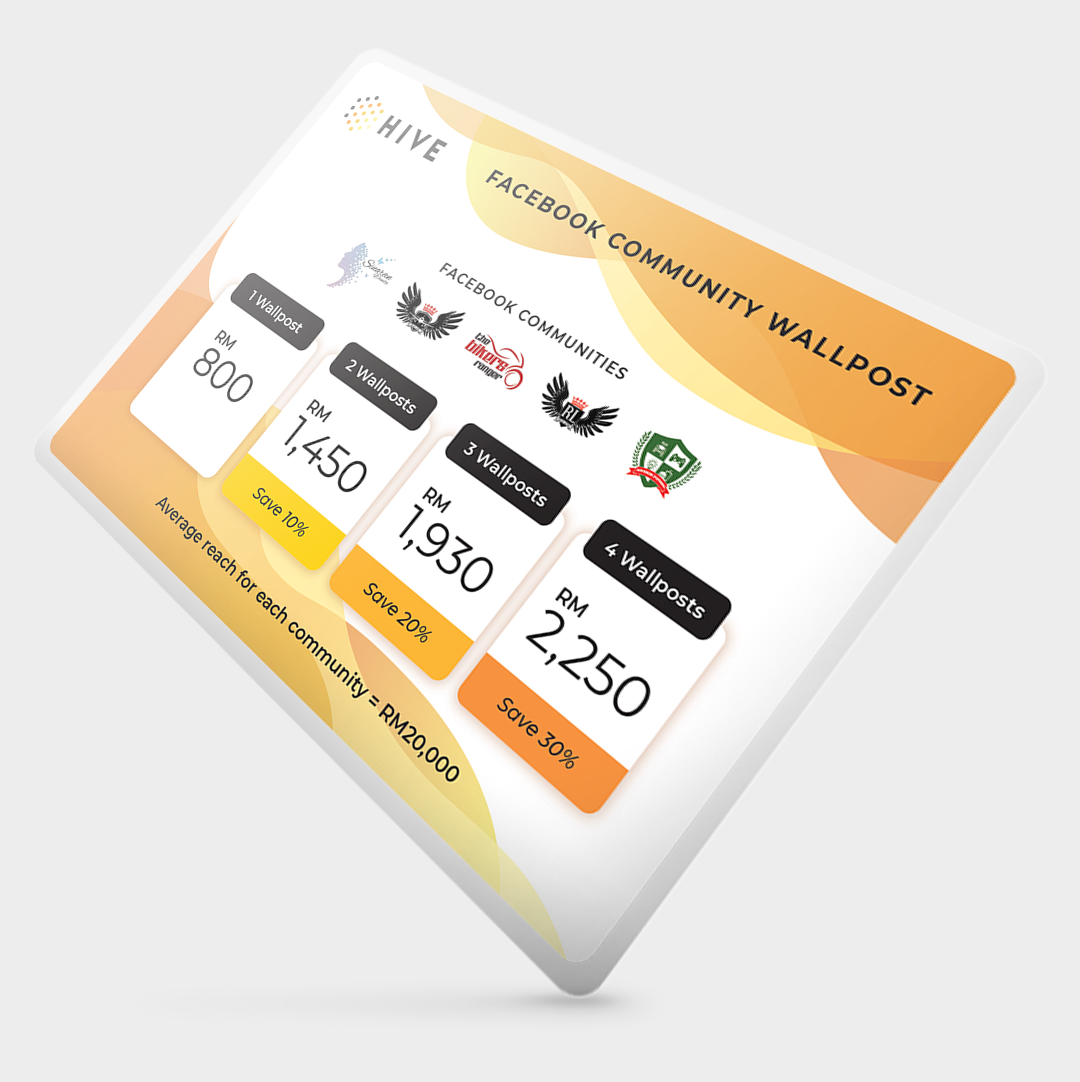 HIVE
FACEBOOK COMMUNITY WALLPOST
FACEBOOK COMMUNITIES
the
bikers
ranger
RL
1 Wallpost
RM
800
2 Wallposts
RM
1,450
Save 10%
3 Wallposts
RM
1,930
Save 20%
4 Wallposts
RM
2,250
Save 30%
Average reach for each community = RM20,000